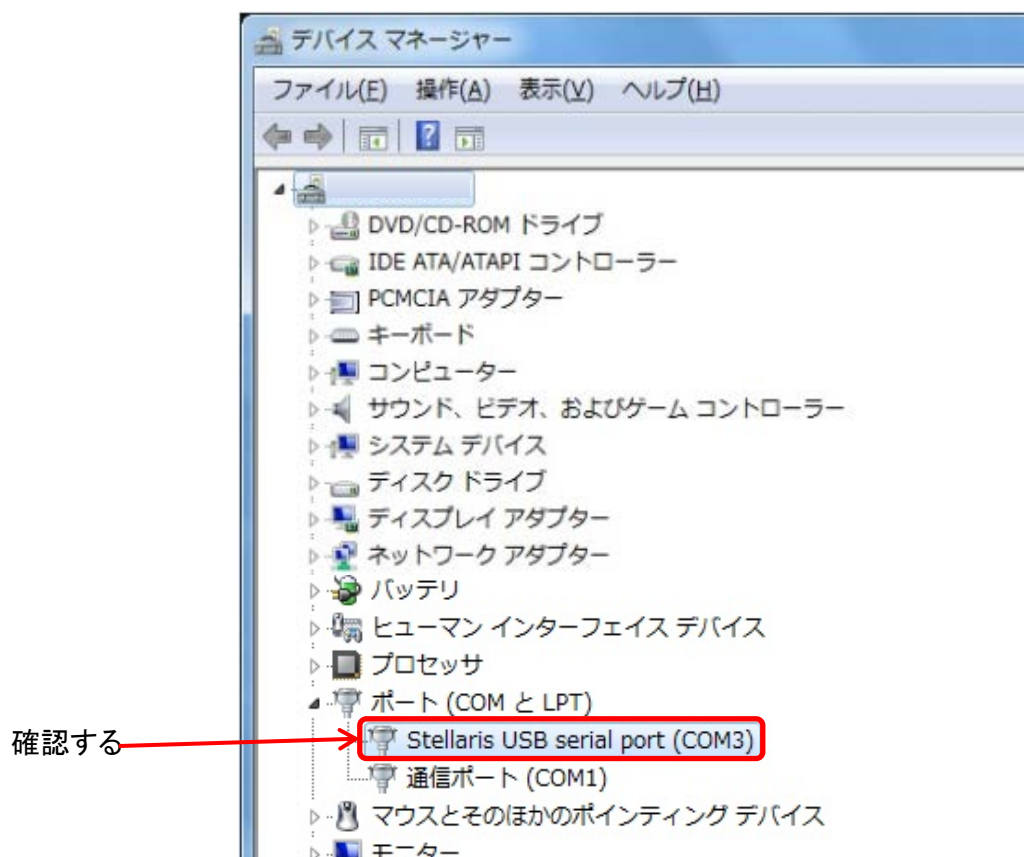 デバイス マネージャー
ファイル(F) 操作(A) 表示(V) ヘルプ(H)
DVD/CD-ROM ドライブ
IDE ATA/ATAPI コントローラー
PCMCIA アダプター
キーボード
コンピューター
サウンド、ビデオ、およびゲーム コントローラー
システム デバイス
ディスク ドライブ
ディスプレイ アダプター
ネットワーク アダプター
バッテリ
ヒューマン インターフェイス デバイス
プロセッサ
ポート (COM と LPT)
確認する Stellaris USB serial port (COM3)
通信ポート (COM1)
マウスとそのほかのポインティング デバイス
モニター